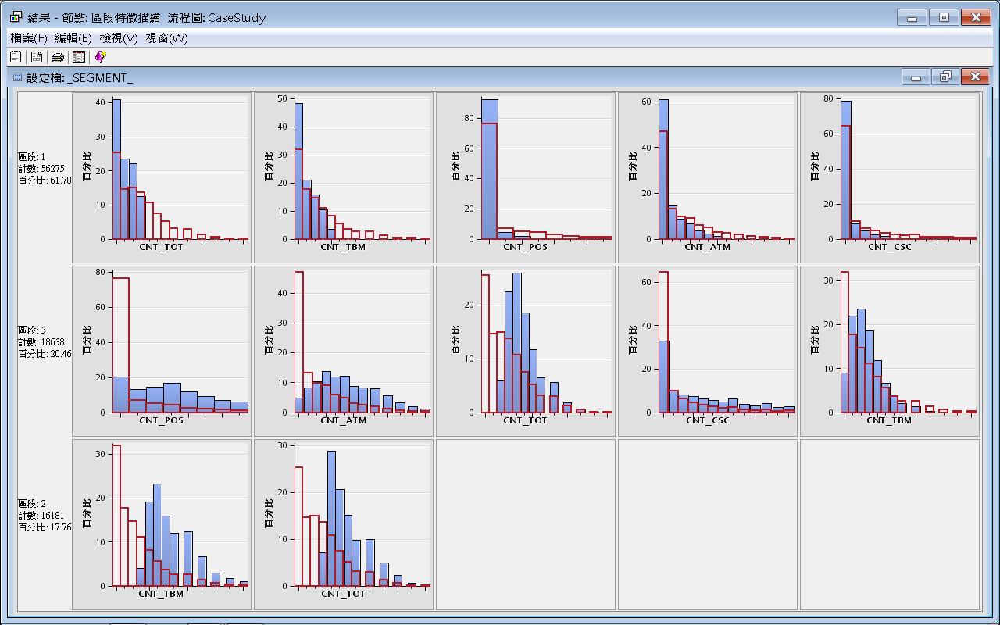 結果 - 節點: 區段特徵描繪 流程圖: CaseStudy
檔案(F) 編輯(E) 檢視(V) 視窗(W)
設定檔: _SEGMENT_
區段: 1
計數: 56275
百分比: 61.78
百分比
40
30
20
10
0
CNT_TOT
百分比
50
40
30
20
10
0
CNT_TBM
百分比
80
60
40
20
0
CNT_POS
百分比
60
40
20
0
CNT_ATM
百分比
80
60
40
20
0
CNT_CSC
區段: 3
計數: 18638
百分比: 20.46
百分比
80
60
40
20
0
CNT_POS
百分比
40
30
20
10
0
CNT_ATM
百分比
20
10
0
CNT_TOT
百分比
60
40
20
0
CNT_CSC
百分比
30
20
10
0
CNT_TBM
區段: 2
計數: 16181
百分比: 17.76
百分比
30
20
10
0
CNT_TBM
百分比
30
20
10
0
CNT_TOT